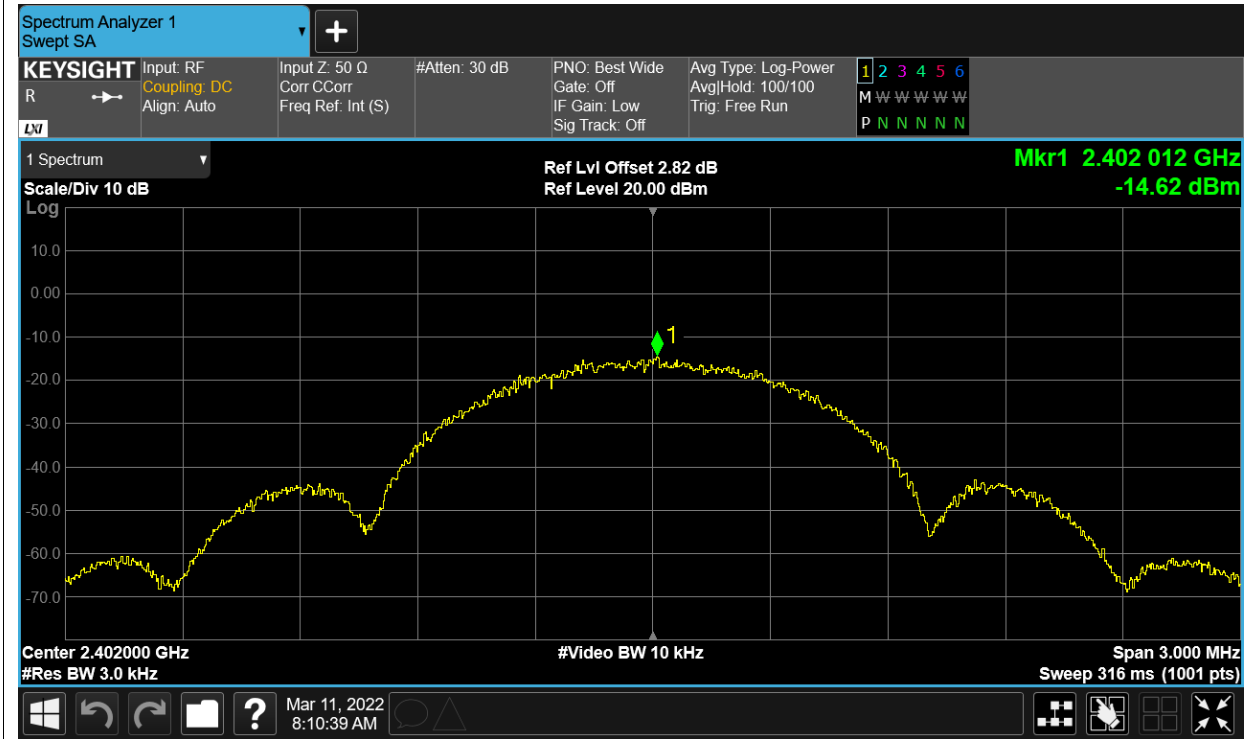 Spectrum Analyzer 1
Swept SA
KEYSIGHT
R
LXI
Input: RF
Coupling: DC
Align: Auto
Input Z: 50 Ω
Corr CCorr
Freq Ref: Int (S)
#Atten: 30 dB
PNO: Best Wide
Gate: Off
IF Gain: Low
Sig Track: Off
Avg Type: Log-Power
Avg|Hold: 100/100
Trig: Free Run
1 2 3 4 5 6
M W W W W W
P N N N N N
1 Spectrum
Scale/Div 10 dB
Log
Ref Lvl Offset 2.82 dB
Ref Level 20.00 dBm
Mkr1 2.402 012 GHz
-14.62 dBm
10.0
0.00
-10.0
-20.0
-30.0
-40.0
-50.0
-60.0
-70.0
1
Center 2.402000 GHz
#Res BW 3.0 kHz
#Video BW 10 kHz
Span 3.000 MHz
Sweep 316 ms (1001 pts)
?
Mar 11, 2022
8:10:39 AM